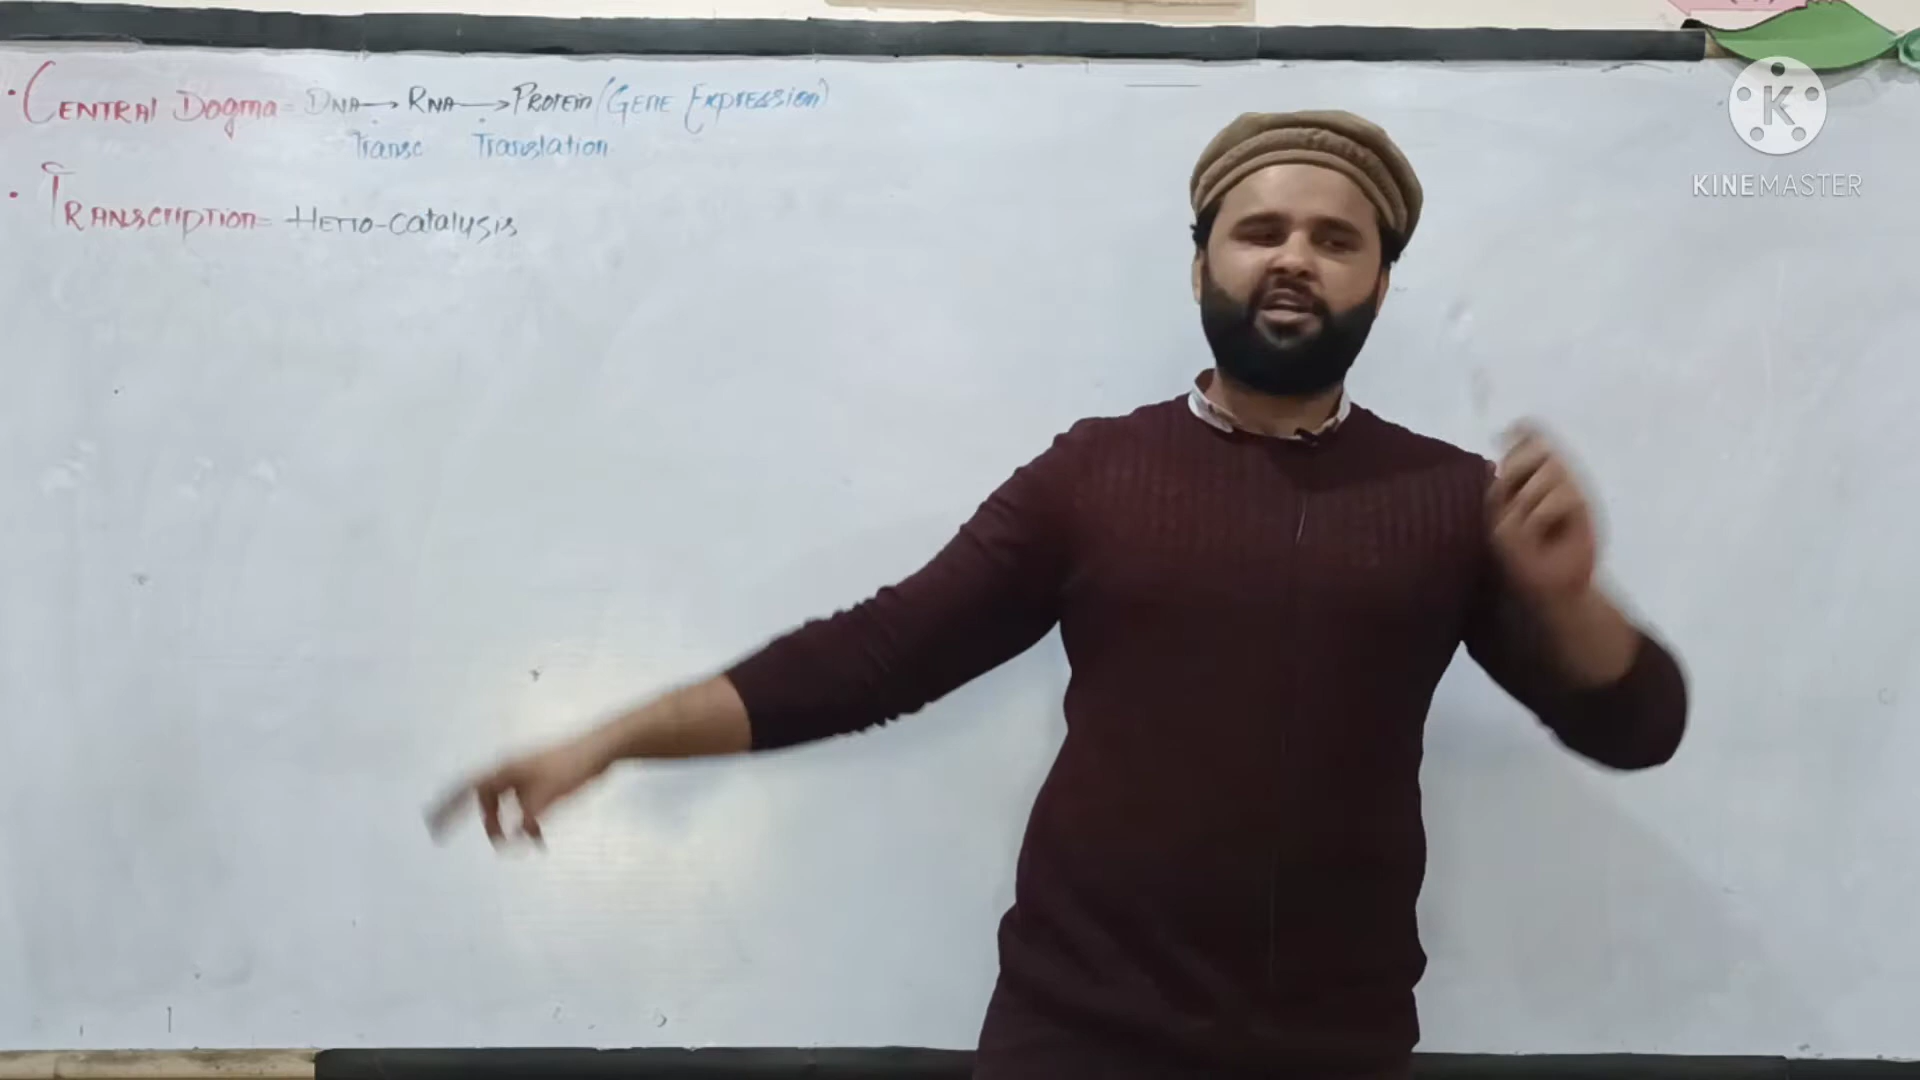 • CENTRAL Dogma = DNA → RNA → Protein (GENE Expression)
Transc Translation
• TRANSCRIPTION = Hetro-catalysis
KINEMASTER